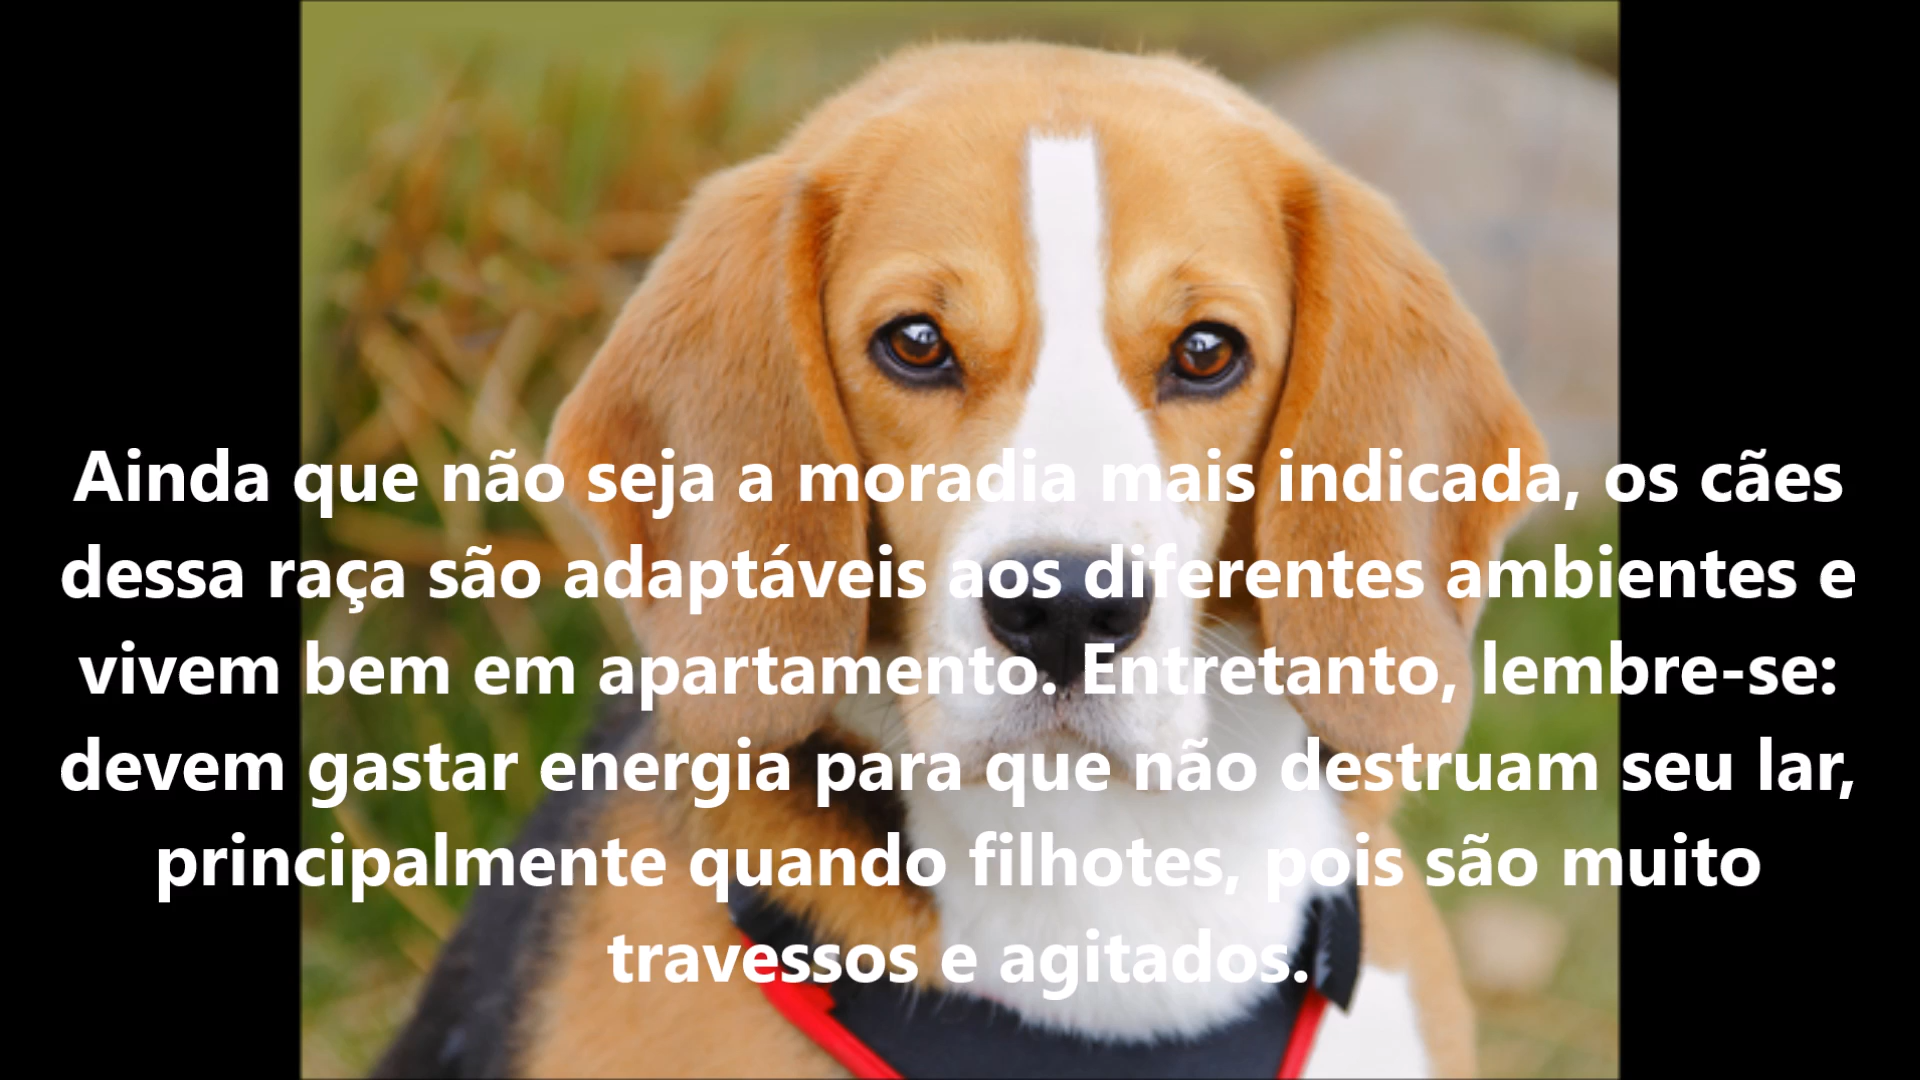 Ainda que não seja a moradia mais indicada, os cães
dessa raça são adaptáveis aos diferentes ambientes e
vivem bem em apartamento. Entretanto, lembre-se:
devem gastar energia para que não destruam seu lar,
principalmente quando filhotes, pois são muito
travessos e agitados.